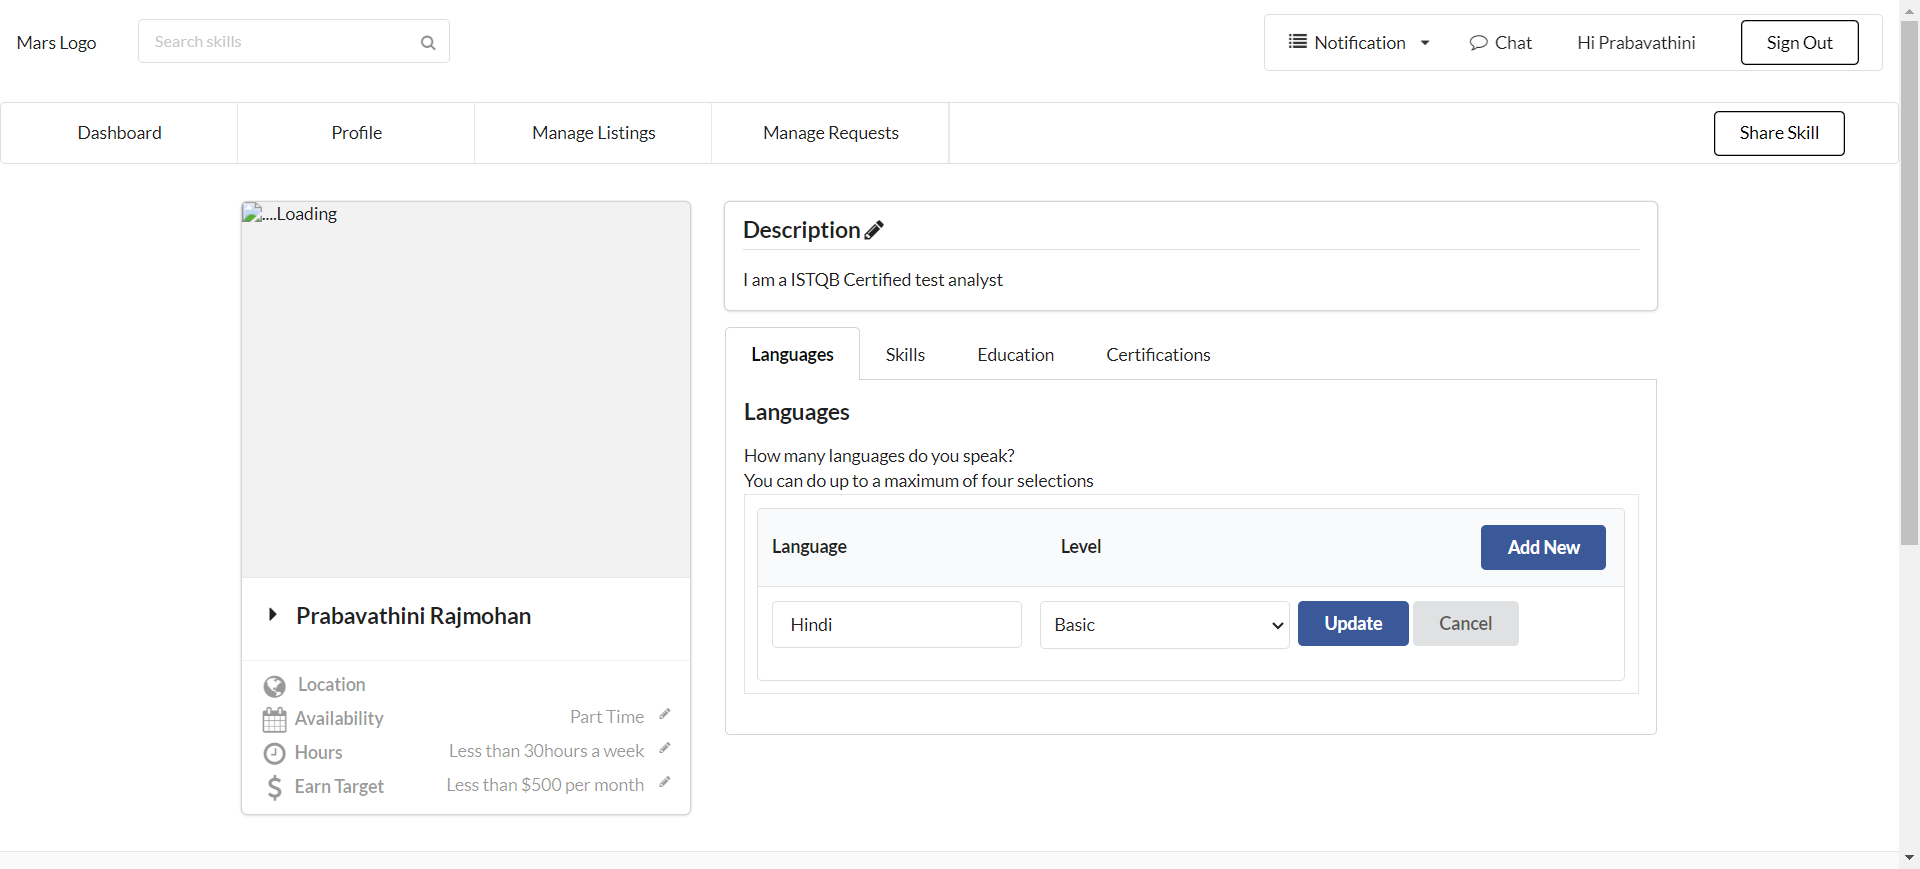 Mars Logo
Search skills
Notification
Chat
Hi Prabavathini
Sign Out
Dashboard
Profile
Manage Listings
Manage Requests
Share Skill
....Loading
Prabavathini Rajmohan
Location
Availability Part Time
Hours Less than 30hours a week
Earn Target Less than $500 per month
Description
I am a ISTQB Certified test analyst
Languages
Skills
Education
Certifications
Languages
How many languages do you speak?
You can do up to a maximum of four selections
Language Level Add New
Hindi Basic Update Cancel